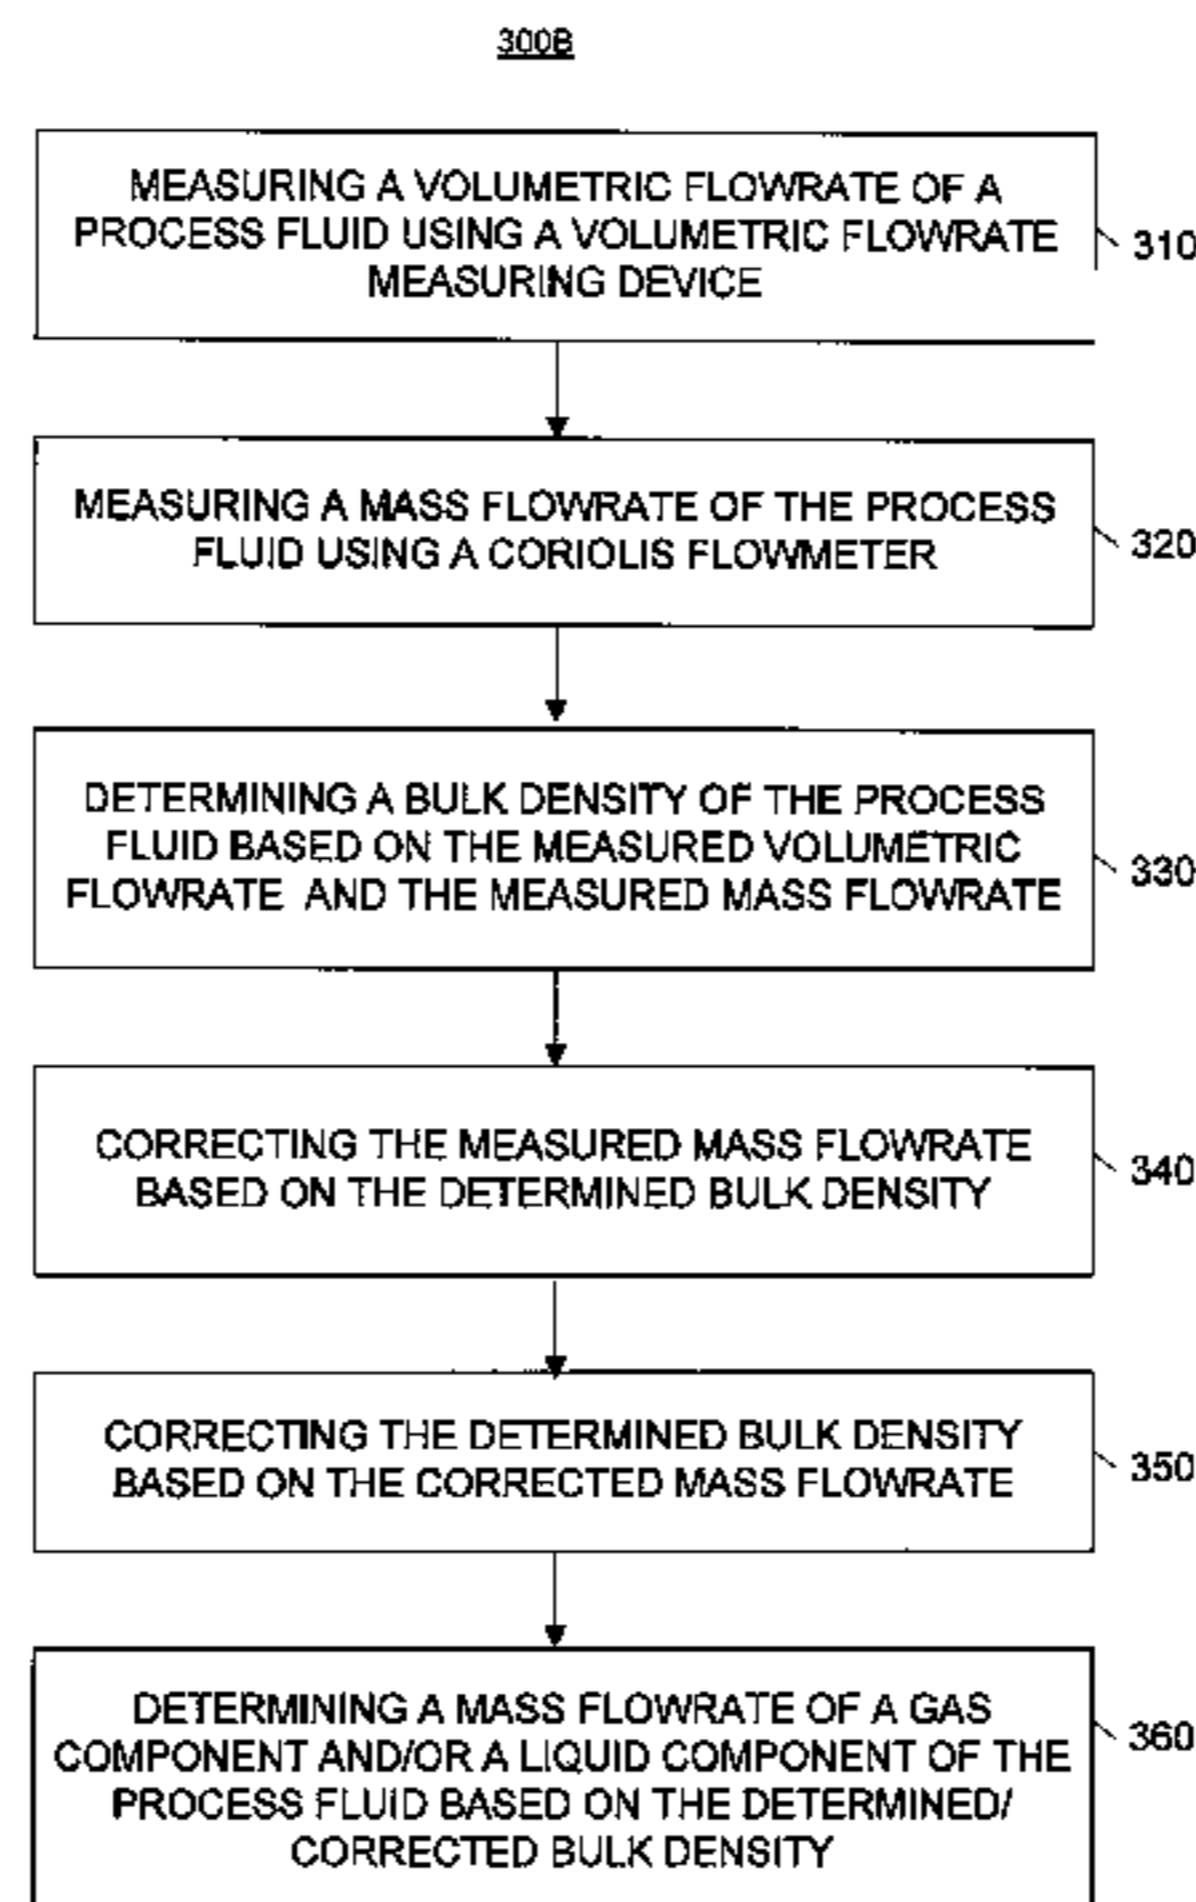 300B
MEASURING A VOLUMETRIC FLOWRATE OF A
PROCESS FLUID USING A VOLUMETRIC FLOWRATE
MEASURING DEVICE
310
MEASURING A MASS FLOWRATE OF THE PROCESS
FLUID USING A CORIOLIS FLOWMETER
320
DETERMINING A BULK DENSITY OF THE PROCESS
FLUID BASED ON THE MEASURED VOLUMETRIC
FLOWRATE AND THE MEASURED MASS FLOWRATE
330
CORRECTING THE MEASURED MASS FLOWRATE
BASED ON THE DETERMINED BULK DENSITY
340
CORRECTING THE DETERMINED BULK DENSITY
BASED ON THE CORRECTED MASS FLOWRATE
350
DETERMINING A MASS FLOWRATE OF A GAS
COMPONENT AND/OR A LIQUID COMPONENT OF THE
PROCESS FLUID BASED ON THE DETERMINED/
CORRECTED BULK DENSITY
360